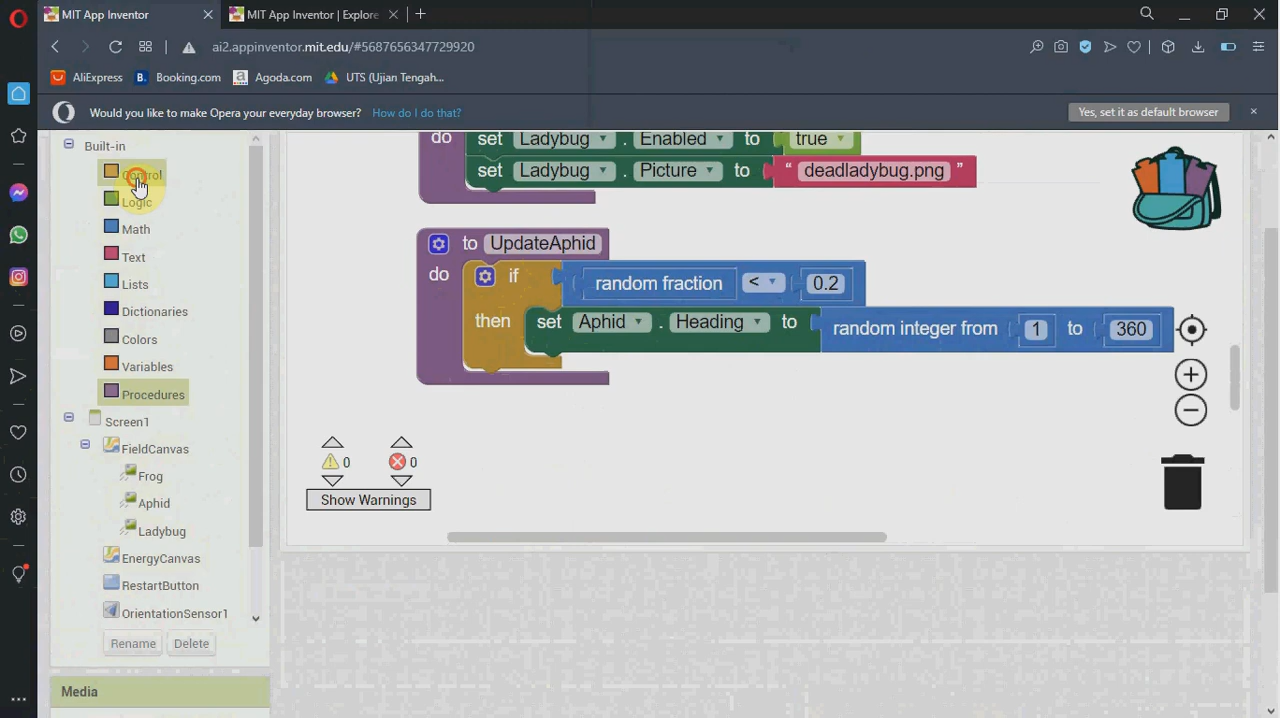 MIT App Inventor
MIT App Inventor | Explore
ai2.appinventor.mit.edu/#5687656347729920
AliExpress
B. Booking.com
a Agoda.com
UTS (Ujian Tengah...
Would you like to make Opera your everyday browser? How do I do that?
Yes, set it as default browser
Built-in
Control
Logic
Math
Text
Lists
Dictionaries
Colors
Variables
Procedures
Screen1
FieldCanvas
Frog
Aphid
Ladybug
EnergyCanvas
RestartButton
OrientationSensor1
Rename Delete
Media
do set Ladybug . Enabled to true
set Ladybug . Picture to “ deadladybug.png ”
to UpdateAphid
do if random fraction < 0.2
then set Aphid . Heading to random integer from 1 to 360
0 0
Show Warnings